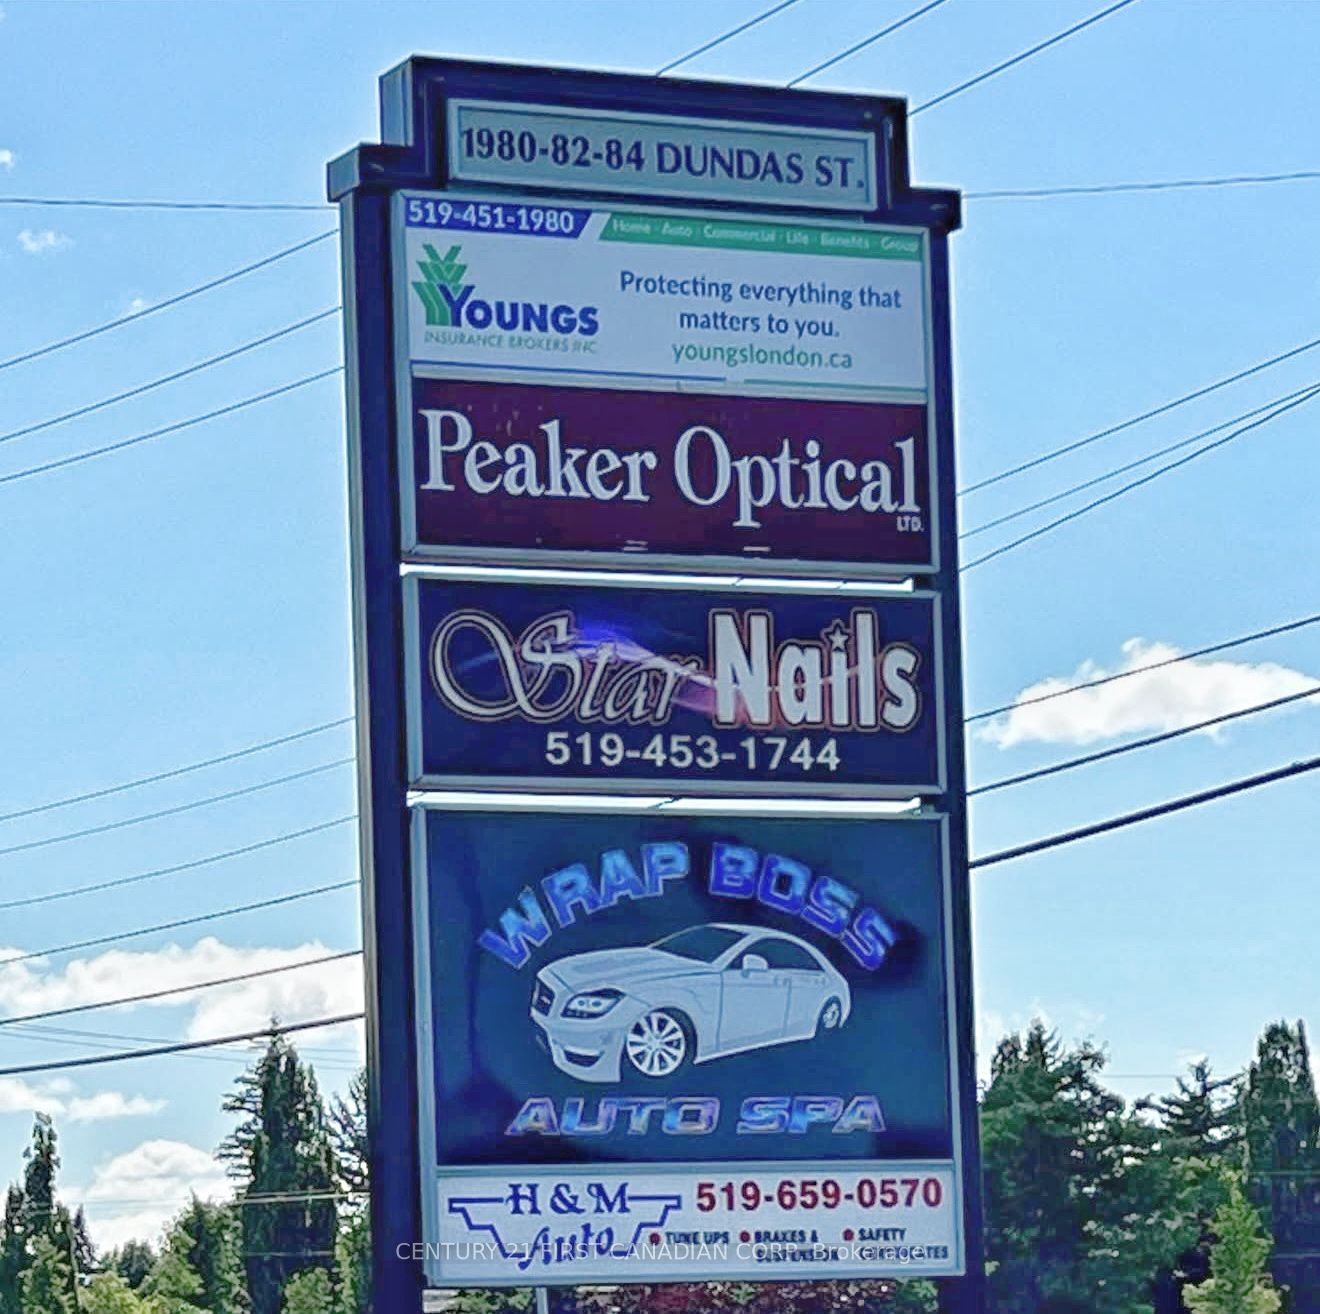 1980-82-84 DUNDAS ST.
519-451-1980
Home · Auto · Commercial · Life · Benefits · Group
YOUNGS
INSURANCE BROKERS INC
Protecting everything that
matters to you.
youngslondon.ca
Peaker Optical
LTD.
Star Nails
519-453-1744
WRAP BOSS
AUTO SPA
H & M
Auto
519-659-0570
TUNE UPS
BRAKES &
SUSPENSION
SAFETY
CERTIFICATES
CENTURY 21 FIRST CANADIAN CORP. Brokerage